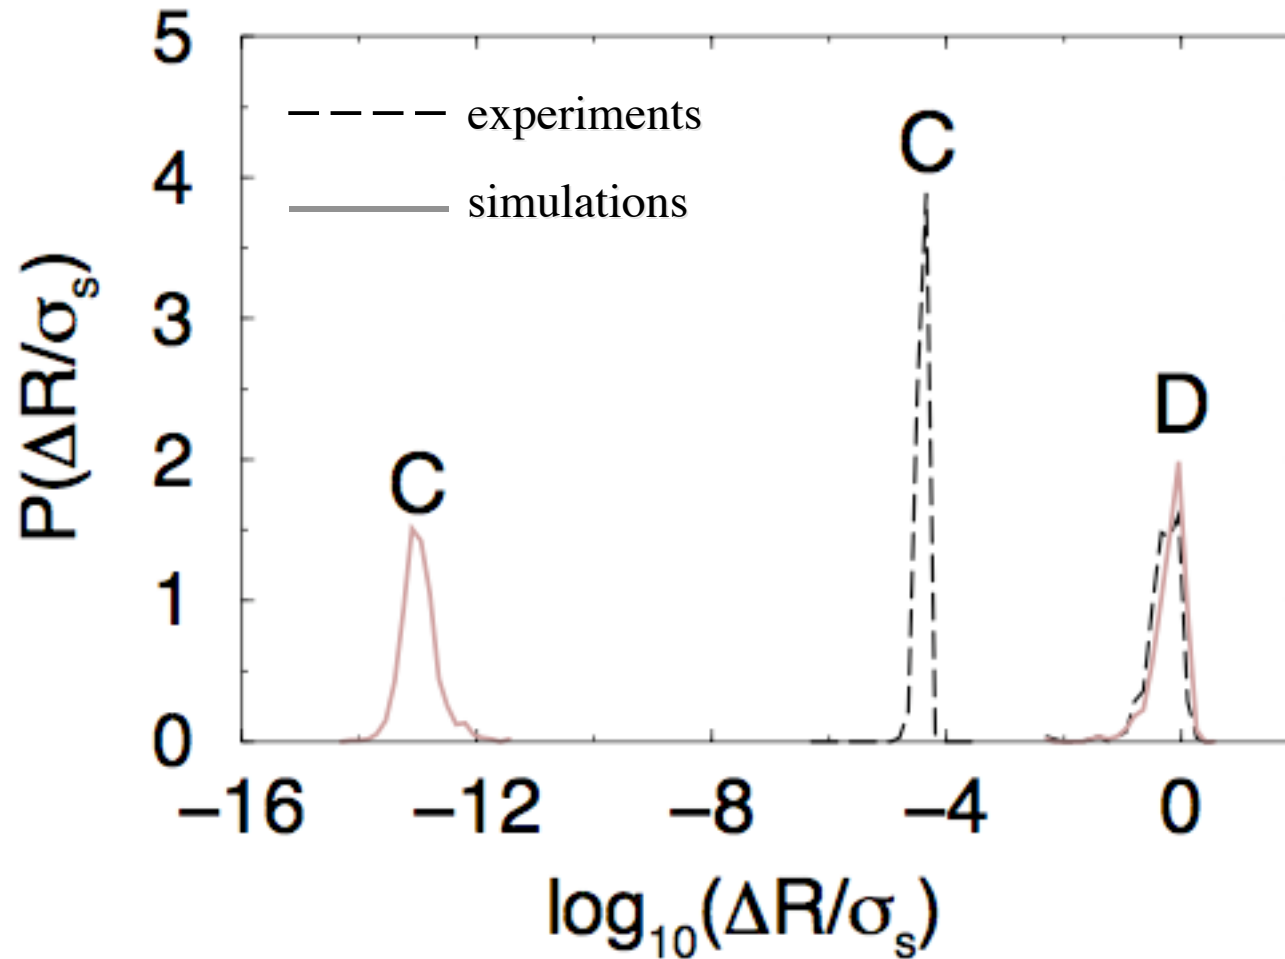 5
experiments
C
4
simulations
3
P(ΔR/σₛ)
D
2
C
1
0
−16 −12 −8 −4 0
log₁₀(ΔR/σₛ)